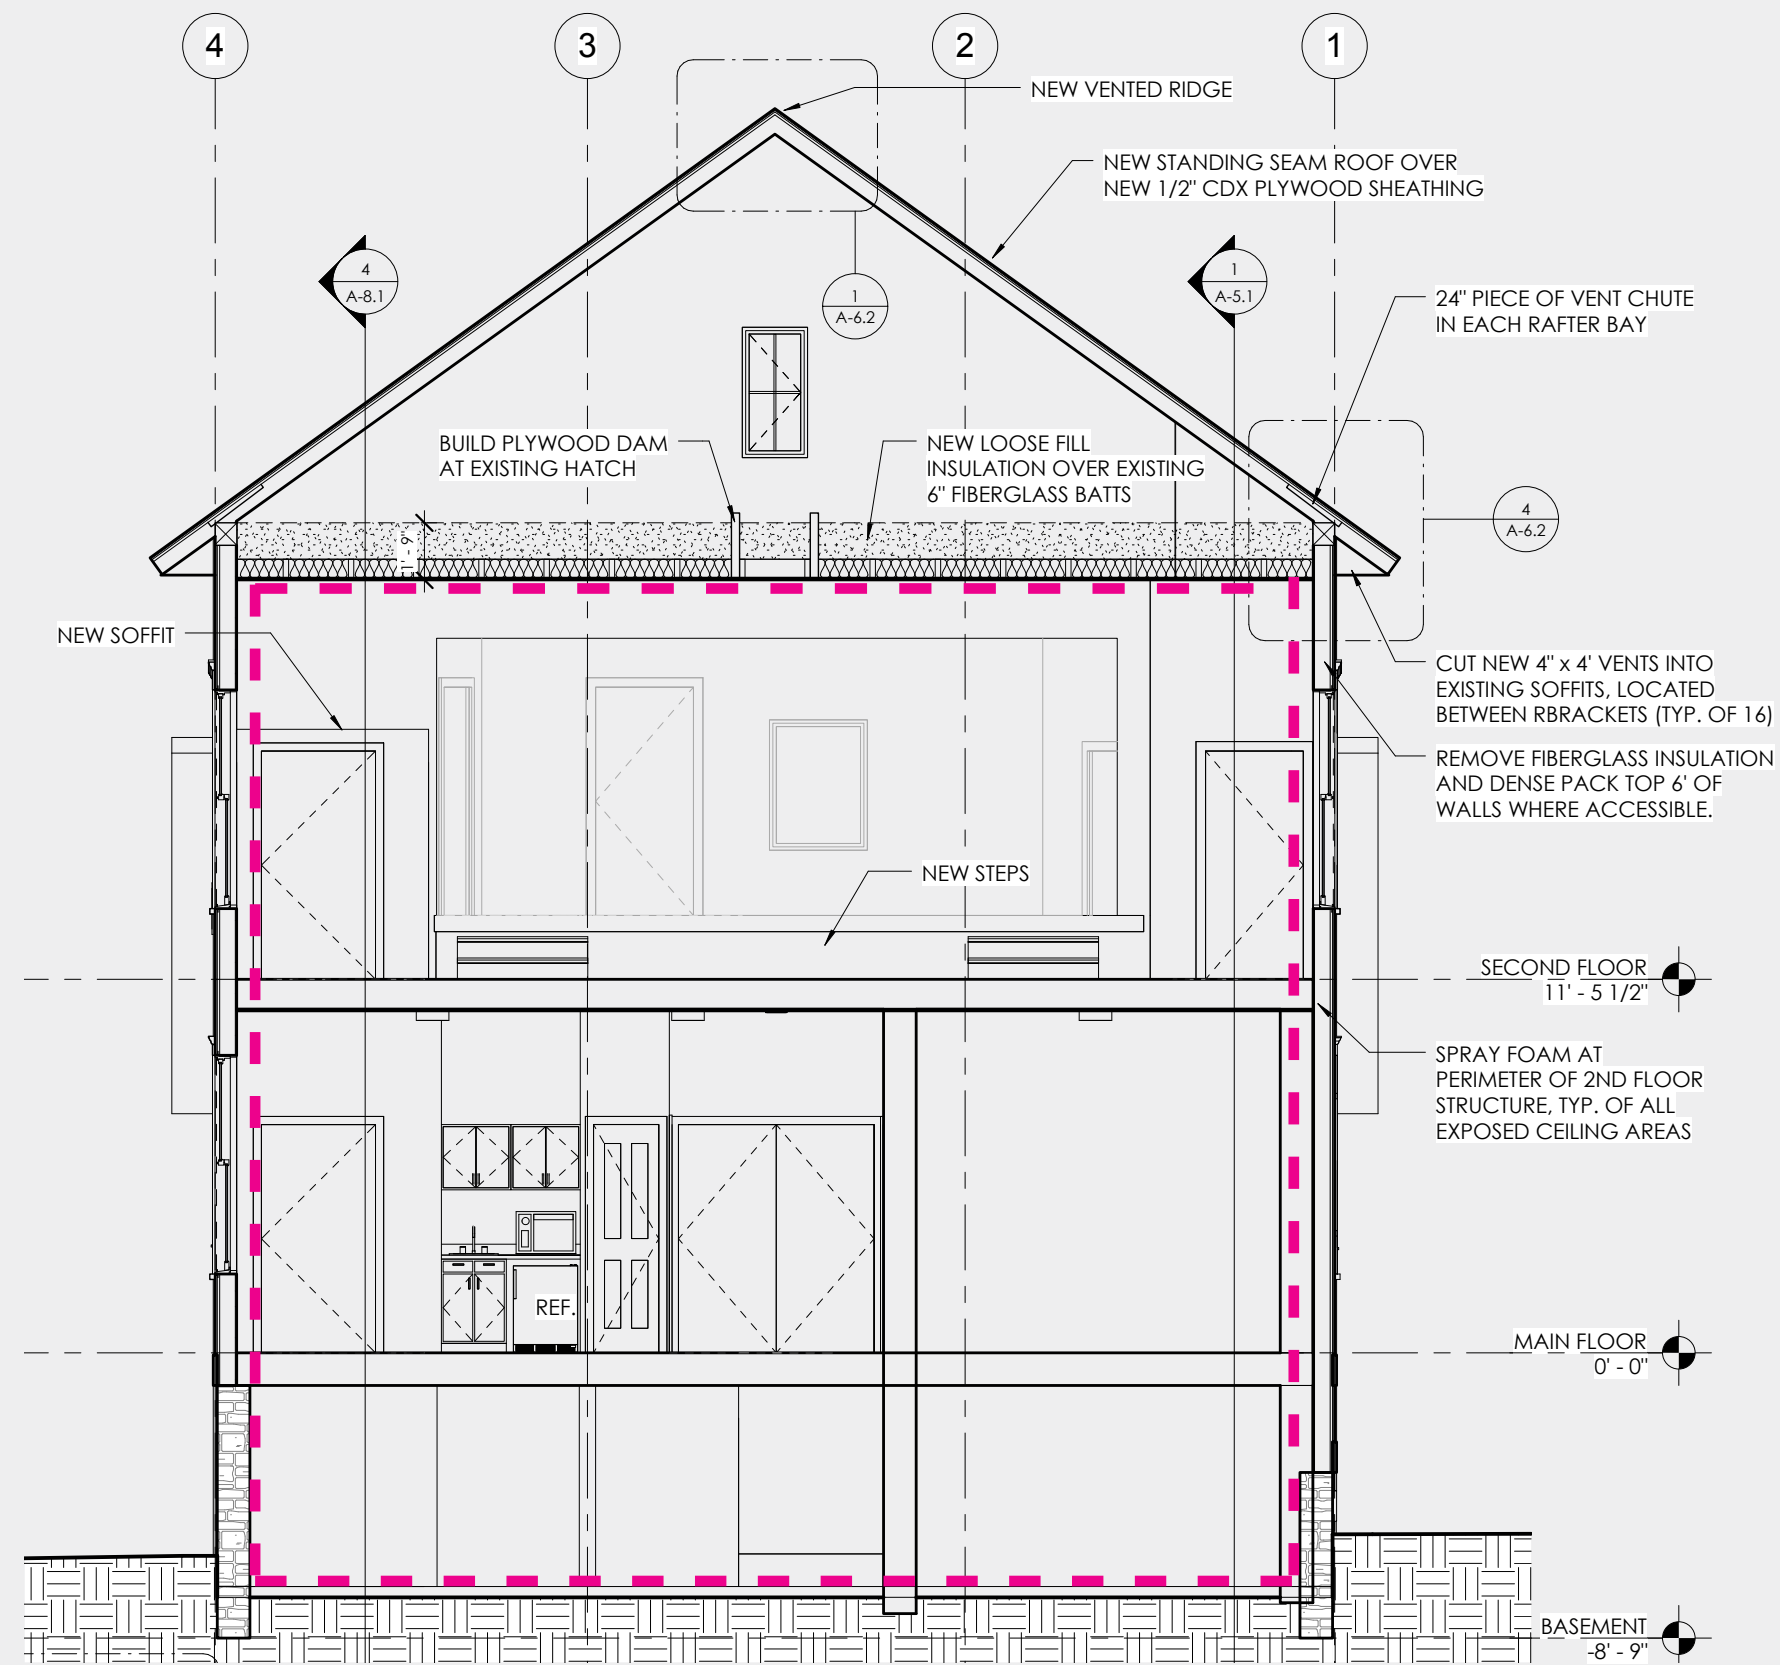 4
3
2
1
NEW VENTED RIDGE
NEW STANDING SEAM ROOF OVER
NEW 1/2" CDX PLYWOOD SHEATHING
4
A-8.1
1
A-6.2
1
A-5.1
24" PIECE OF VENT CHUTE
IN EACH RAFTER BAY
BUILD PLYWOOD DAM
AT EXISTING HATCH
NEW LOOSE FILL
INSULATION OVER EXISTING
6" FIBERGLASS BATTS
4
A-6.2
1' - 9"
NEW SOFFIT
CUT NEW 4" x 4' VENTS INTO
EXISTING SOFFITS, LOCATED
BETWEEN RBRACKETS (TYP. OF 16)
REMOVE FIBERGLASS INSULATION
AND DENSE PACK TOP 6' OF
WALLS WHERE ACCESSIBLE.
NEW STEPS
SECOND FLOOR
11' - 5 1/2"
SPRAY FOAM AT
PERIMETER OF 2ND FLOOR
STRUCTURE, TYP. OF ALL
EXPOSED CEILING AREAS
REF.
MAIN FLOOR
0' - 0"
BASEMENT
-8' - 9"